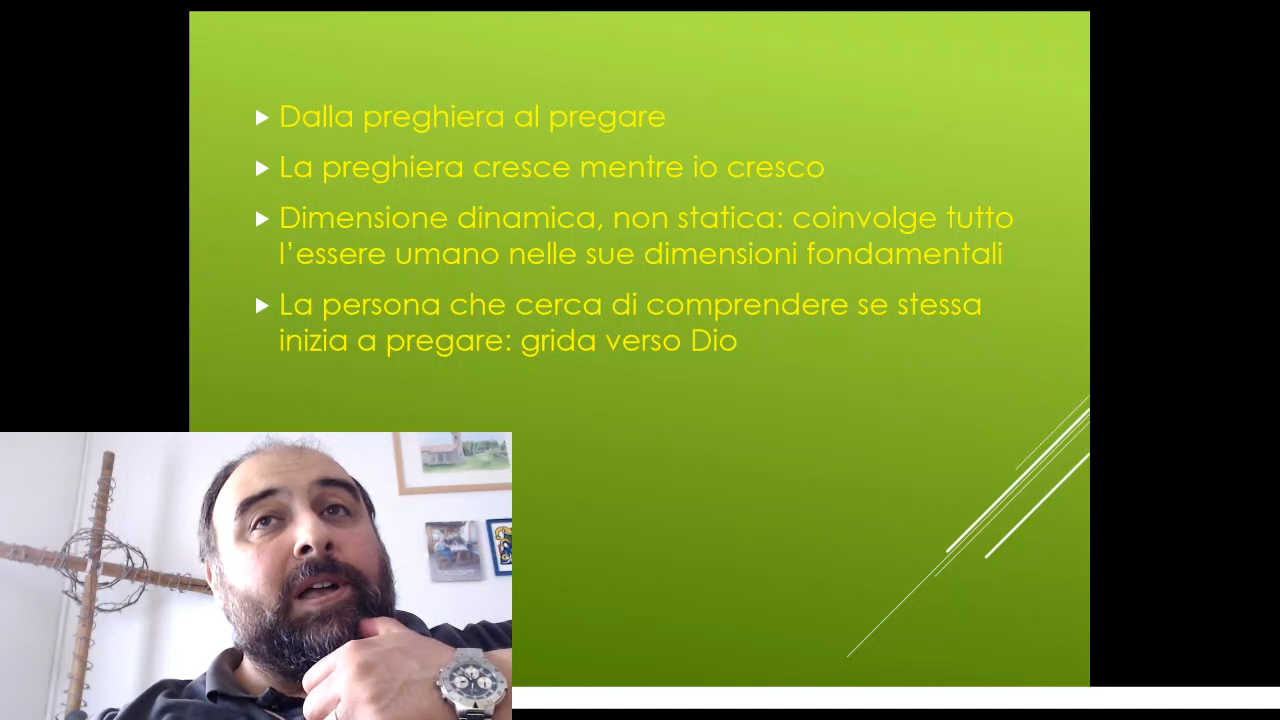 Dalla preghiera al pregare
La preghiera cresce mentre io cresco
Dimensione dinamica, non statica: coinvolge tutto
l’essere umano nelle sue dimensioni fondamentali
La persona che cerca di comprendere se stessa
inizia a pregare: grida verso Dio